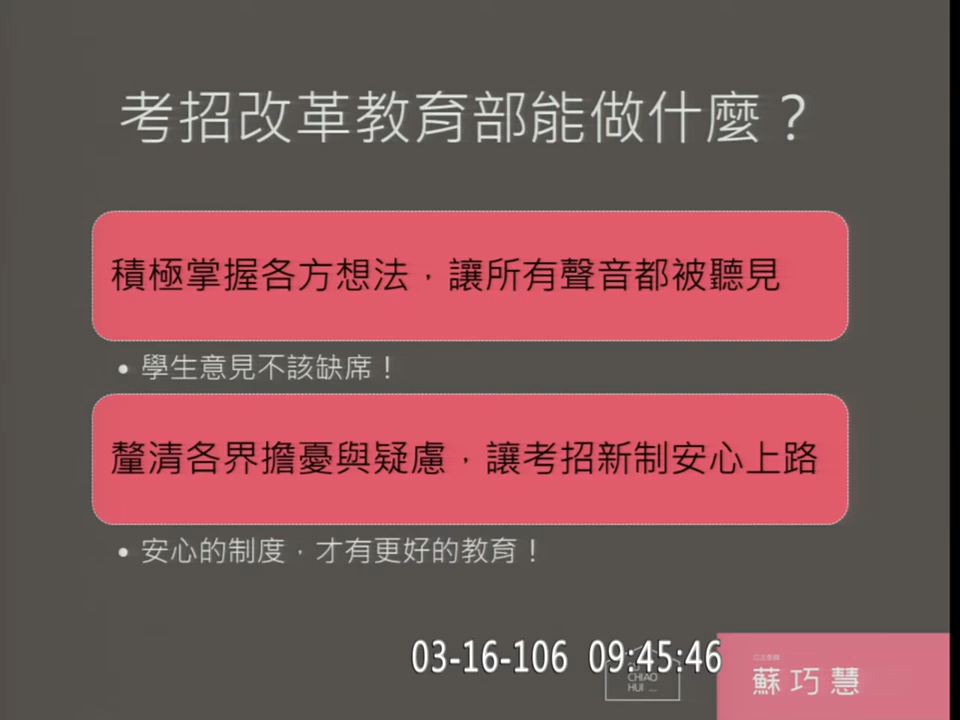 考招改革教育部能做什麼？
積極掌握各方想法，讓所有聲音都被聽見
• 學生意見不該缺席！
釐清各界擔憂與疑慮，讓考招新制安心上路
• 安心的制度，才有更好的教育！
03-16-106 09:45:46
CHIAO
HUI
立法委員
蘇巧慧